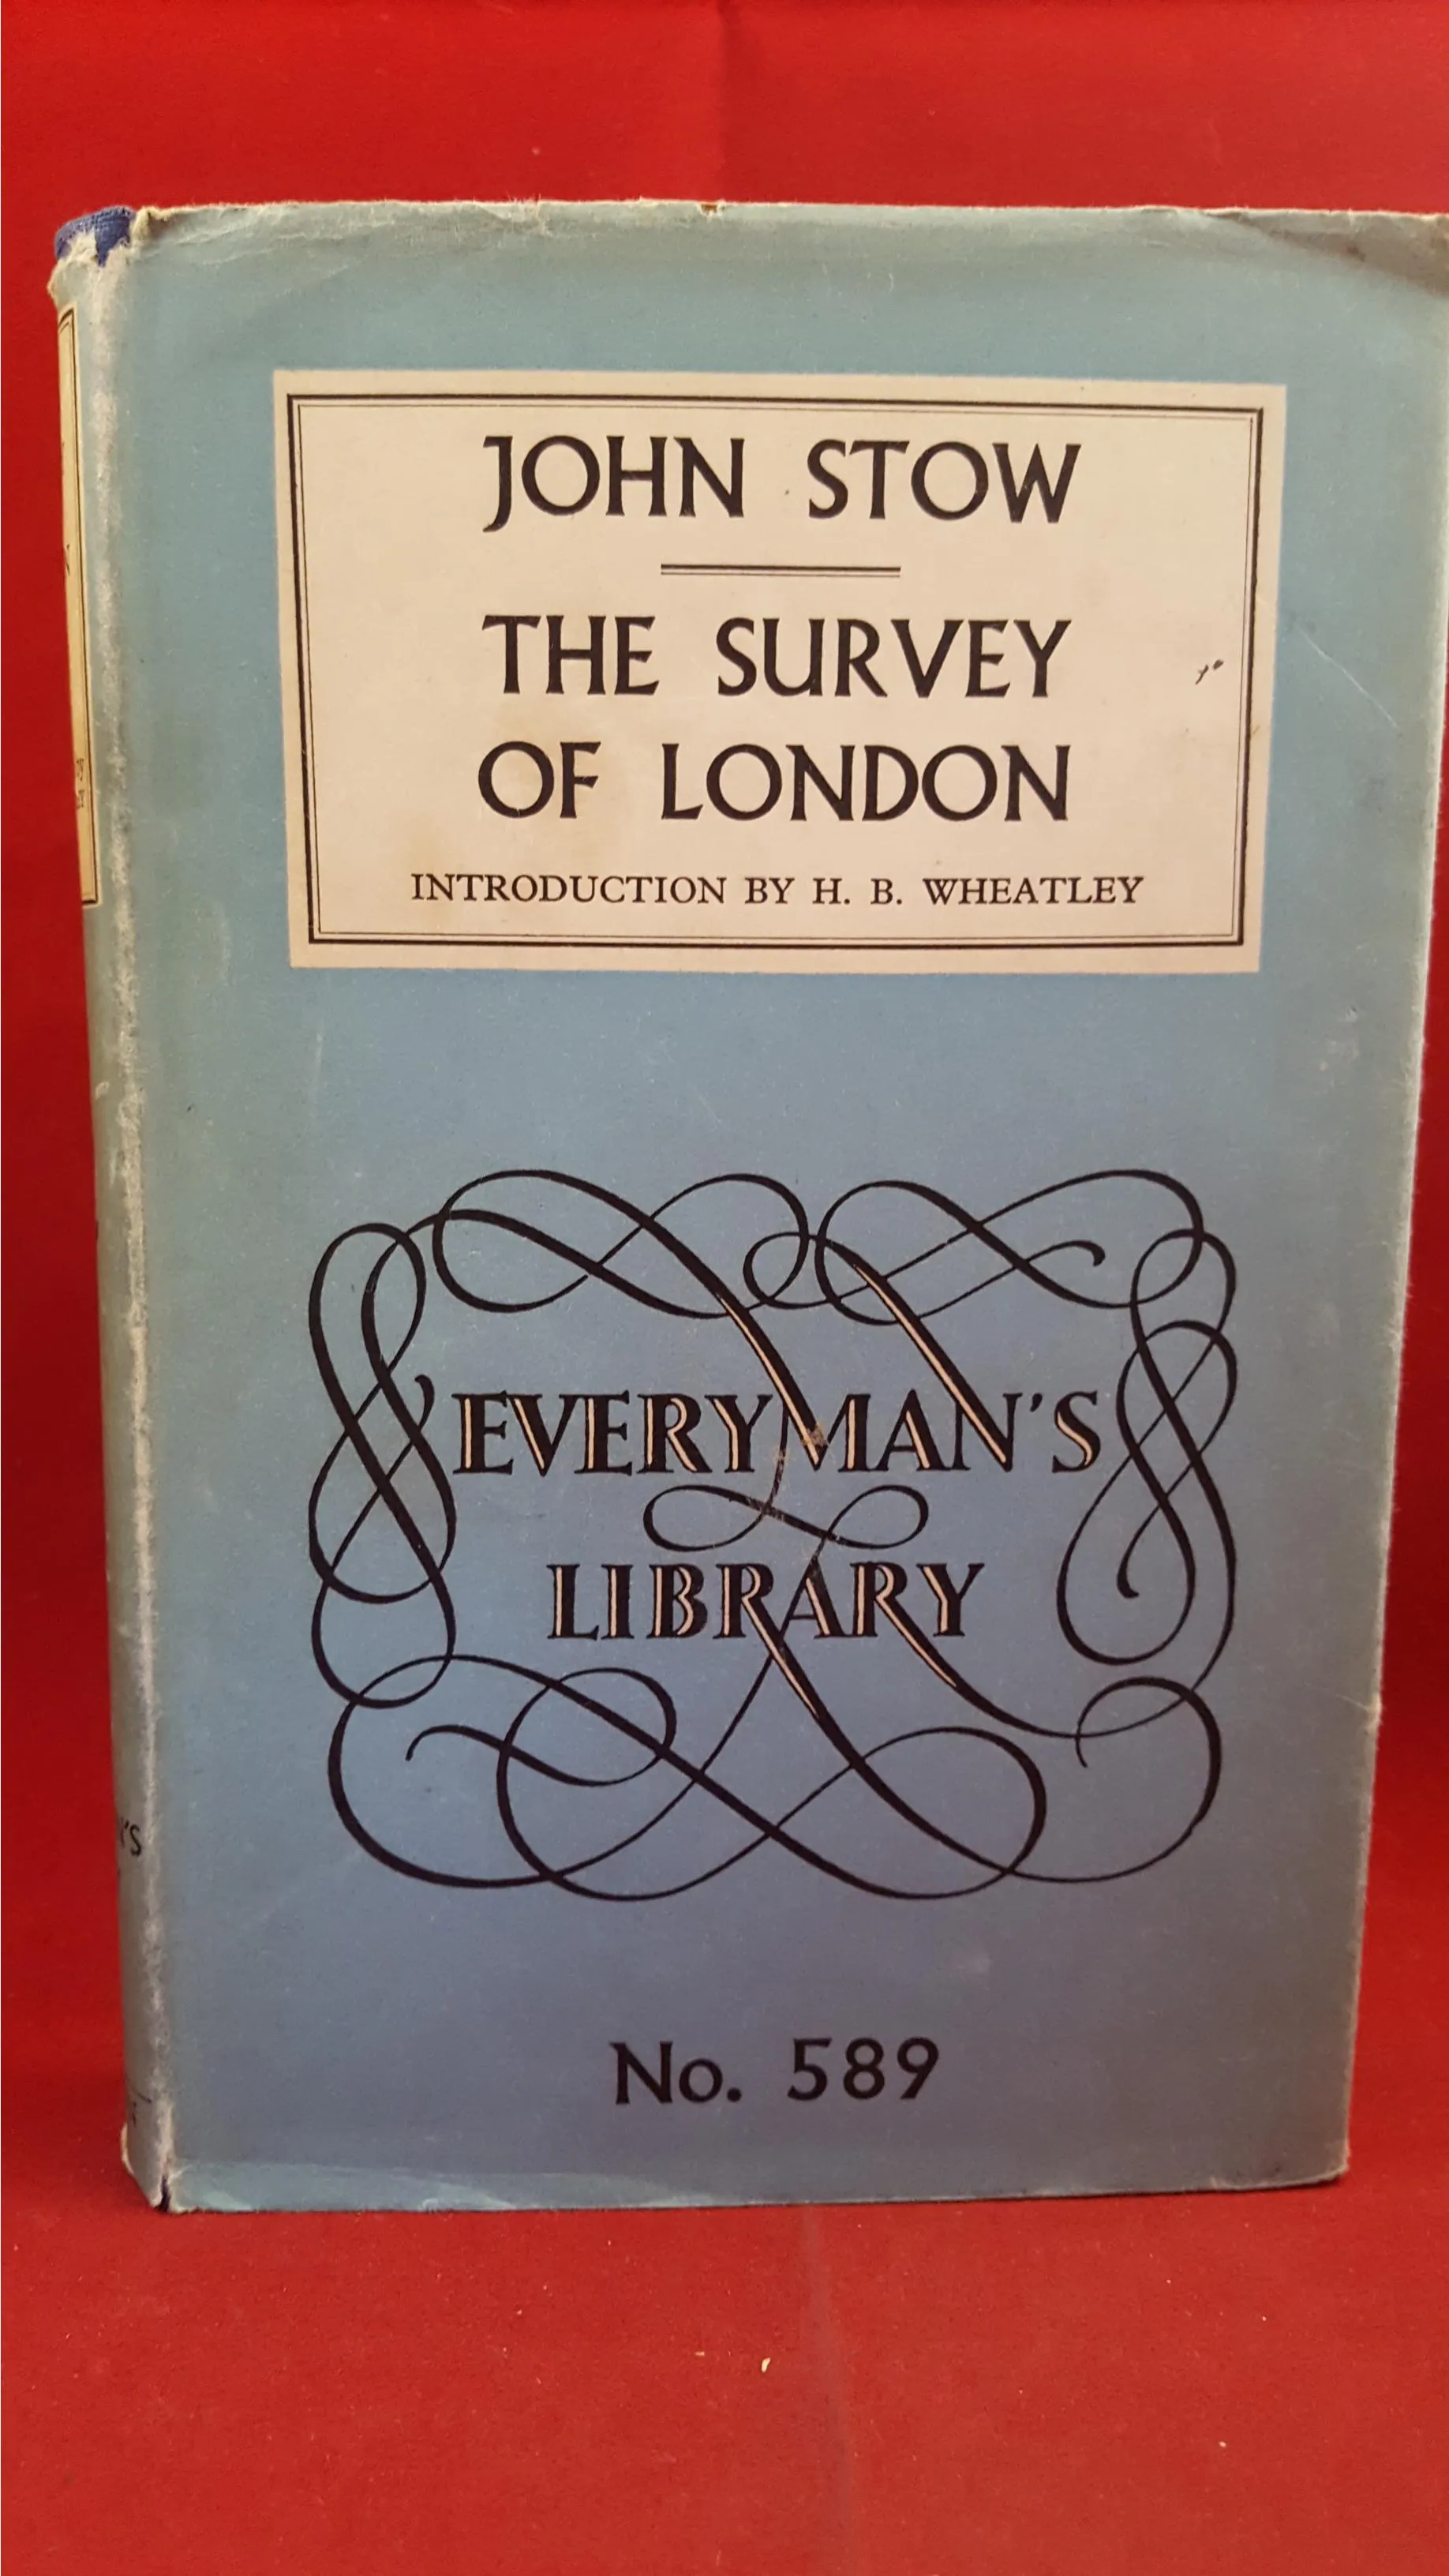 JOHN STOW
THE SURVEY
OF LONDON
INTRODUCTION BY H. B. WHEATLEY
EVERYMAN'S
LIBRARY
No. 589